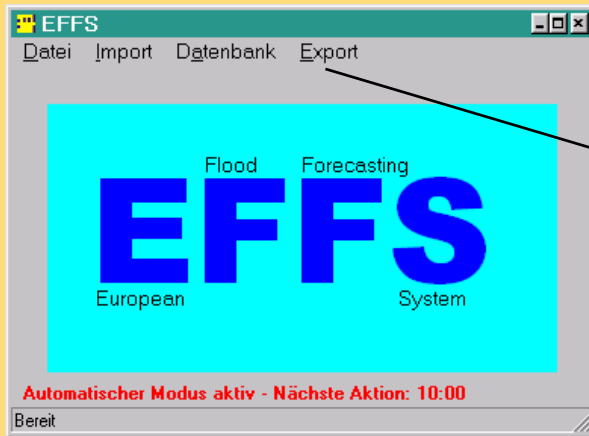 EFFS
Datei Import Datenbank Export
Flood Forecasting
EFFS
European System
Automatischer Modus aktiv - Nächste Aktion: 10:00
Bereit